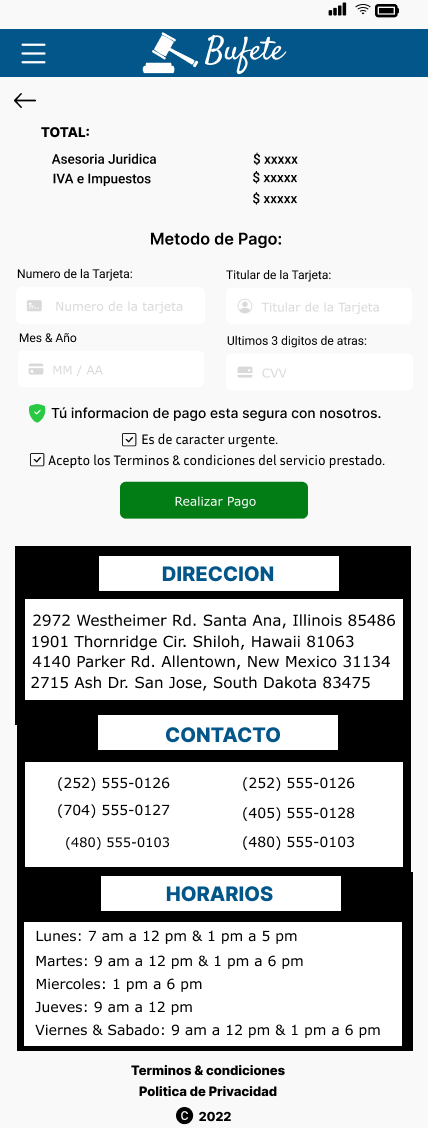 Bufete
TOTAL:
Asesoria Juridica $ xxxxx
IVA e Impuestos $ xxxxx
$ xxxxx
Metodo de Pago:
Numero de la Tarjeta: Titular de la Tarjeta:
Numero de la tarjeta Titular de la Tarjeta
Mes & Año Ultimos 3 digitos de atras:
MM / AA CVV
Tú informacion de pago esta segura con nosotros.
Es de caracter urgente.
Acepto los Terminos & condiciones del servicio prestado.
Realizar Pago
DIRECCION
2972 Westheimer Rd. Santa Ana, Illinois 85486
1901 Thornridge Cir. Shiloh, Hawaii 81063
4140 Parker Rd. Allentown, New Mexico 31134
2715 Ash Dr. San Jose, South Dakota 83475
CONTACTO
(252) 555-0126 (252) 555-0126
(704) 555-0127 (405) 555-0128
(480) 555-0103 (480) 555-0103
HORARIOS
Lunes: 7 am a 12 pm & 1 pm a 5 pm
Martes: 9 am a 12 pm & 1 pm a 6 pm
Miercoles: 1 pm a 6 pm
Jueves: 9 am a 12 pm
Viernes & Sabado: 9 am a 12 pm & 1 pm a 6 pm
Terminos & condiciones
Politica de Privacidad
C 2022